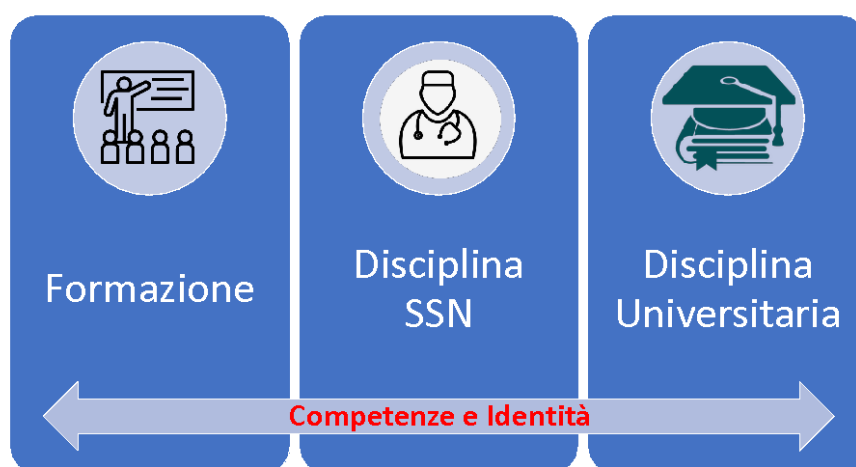 Formazione
Disciplina
SSN
Disciplina
Universitaria
Competenze e Identità